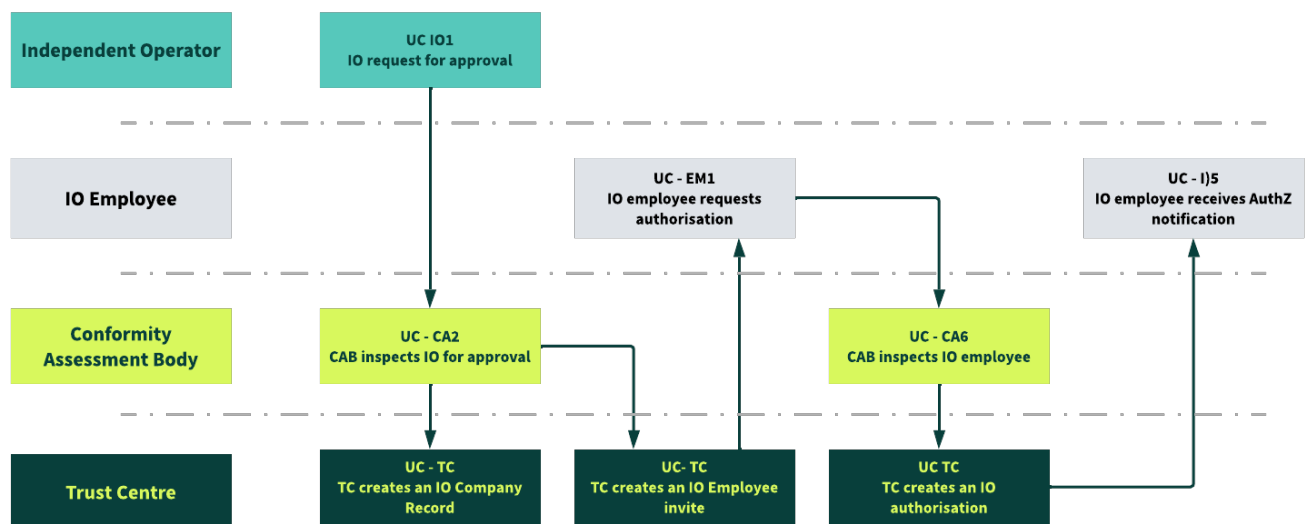 Independent Operator
UC IO1
IO request for approval
IO Employee
UC - EM1
IO employee requests
authorisation
UC - I)5
IO employee receives AuthZ
notification
Conformity
Assessment Body
UC - CA2
CAB inspects IO for approval
UC - CA6
CAB inspects IO employee
Trust Centre
UC - TC
TC creates an IO Company
Record
UC- TC
TC creates an IO Employee
invite
UC TC
TC creates an IO
authorisation